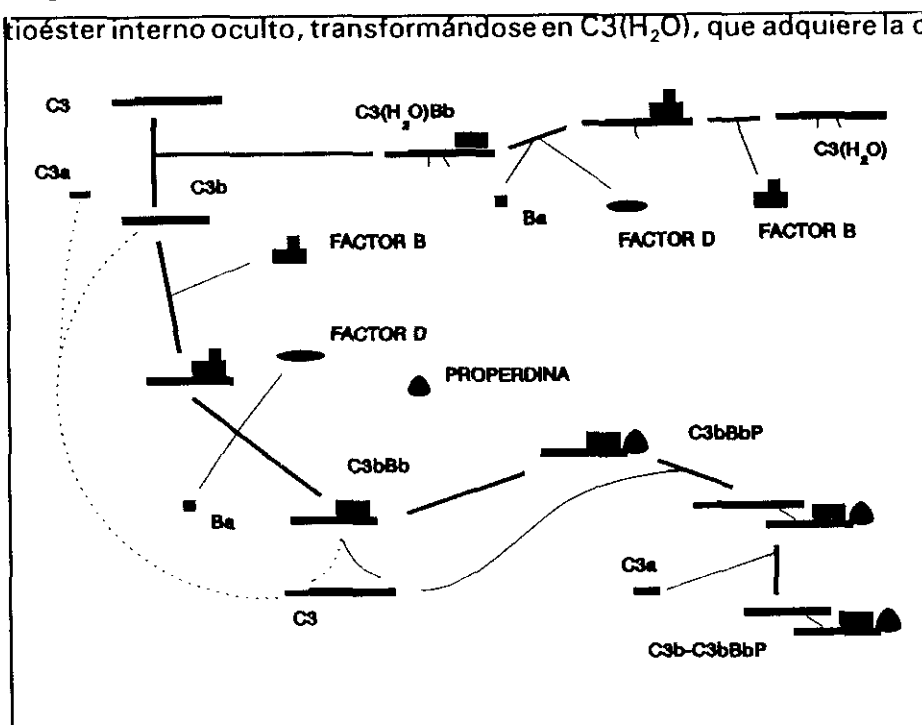 tioéster interno oculto, transformándose en C3(H₂O), que adquiere la
C3
C3(H₂O)Bb
C3(H₂O)
C3a
C3b
Ba
FACTOR D
FACTOR B
FACTOR B
FACTOR D
PROPERDINA
C3bBb
C3bBbP
Ba
C3
C3a
C3b-C3bBbP